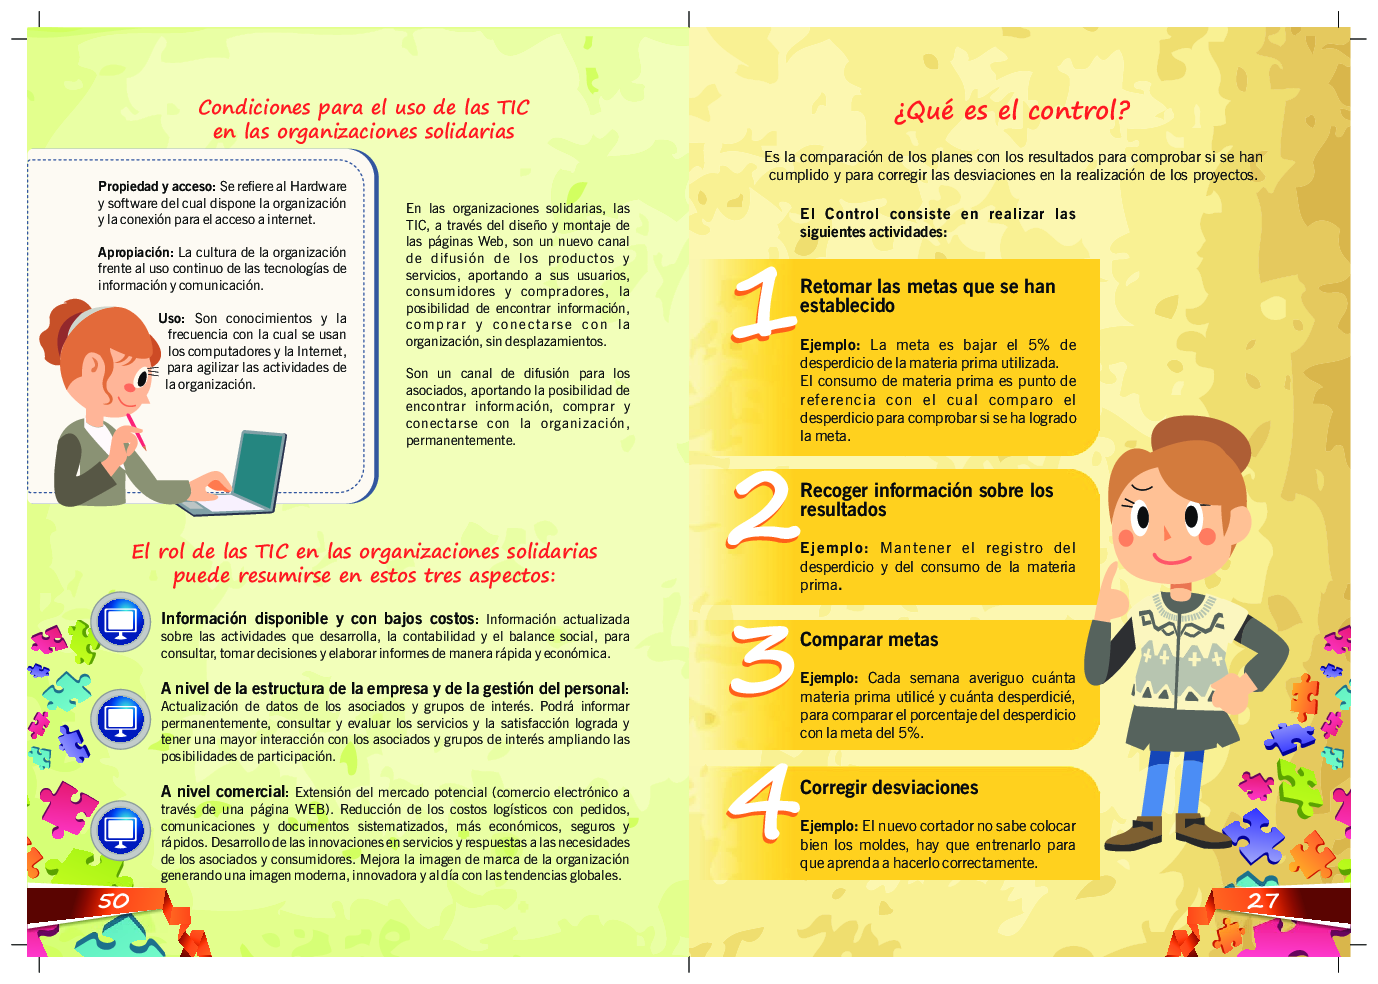 Condiciones para el uso de las TIC
en las organizaciones solidarias
Propiedad y acceso: Se refiere al Hardware
y software del cual dispone la organización
y la conexión para el acceso a internet.
Apropiación: La cultura de la organización
frente al uso continuo de las tecnologías de
información y comunicación.
Uso: Son conocimientos y la
frecuencia con la cual se usan
los computadores y la Internet,
para agilizar las actividades de
la organización.
En las organizaciones solidarias, las
TIC, a través del diseño y montaje de
las páginas Web, son un nuevo canal
de difusión de los productos y
servicios, aportando a sus usuarios,
consumidores y compradores, la
posibilidad de encontrar información,
comprar y conectarse con la
organización, sin desplazamientos.
Son un canal de difusión para los
asociados, aportando la posibilidad de
encontrar información, comprar y
conectarse con la organización,
permanentemente.
El rol de las TIC en las organizaciones solidarias
puede resumirse en estos tres aspectos:
Información disponible y con bajos costos: Información actualizada
sobre las actividades que desarrolla, la contabilidad y el balance social, para
consultar, tomar decisiones y elaborar informes de manera rápida y económica.
A nivel de la estructura de la empresa y de la gestión del personal:
Actualización de datos de los asociados y grupos de interés. Podrá informar
permanentemente, consultar y evaluar los servicios y la satisfacción lograda y
tener una mayor interacción con los asociados y grupos de interés ampliando las
posibilidades de participación.
A nivel comercial: Extensión del mercado potencial (comercio electrónico a
través de una página WEB). Reducción de los costos logísticos con pedidos,
comunicaciones y documentos sistematizados, más económicos, seguros y
rápidos. Desarrollo de las innovaciones en servicios y respuestas a las necesidades
de los asociados y consumidores. Mejora la imagen de marca de la organización
generando una imagen moderna, innovadora y al día con las tendencias globales.
50
¿Qué es el control?
Es la comparación de los planes con los resultados para comprobar si se han
cumplido y para corregir las desviaciones en la realización de los proyectos.
El Control consiste en realizar las
siguientes actividades:
1
Retomar las metas que se han
establecido
Ejemplo: La meta es bajar el 5% de
desperdicio de la materia prima utilizada.
El consumo de materia prima es punto de
referencia con el cual comparo el
desperdicio para comprobar si se ha logrado
la meta.
2
Recoger información sobre los
resultados
Ejemplo: Mantener el registro del
desperdicio y del consumo de la materia
prima.
3
Comparar metas
Ejemplo: Cada semana averiguo cuánta
materia prima utilicé y cuánta desperdicié,
para comparar el porcentaje del desperdicio
con la meta del 5%.
4
Corregir desviaciones
Ejemplo: El nuevo cortador no sabe colocar
bien los moldes, hay que entrenarlo para
que aprenda a hacerlo correctamente.
27